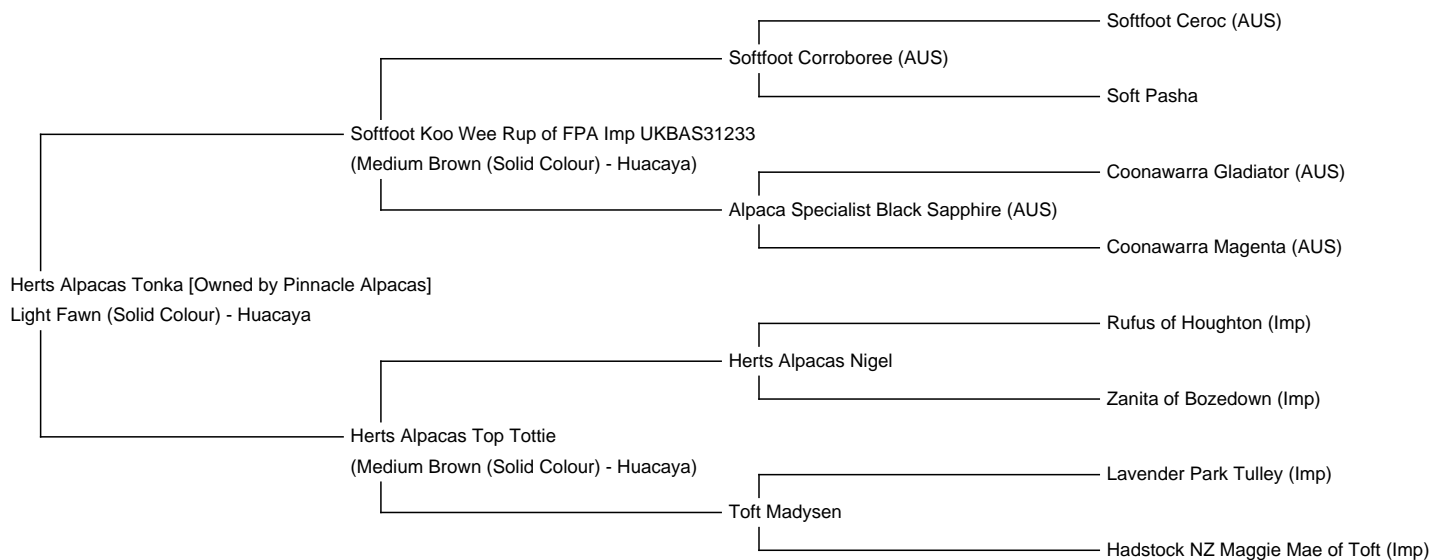 Softfoot Ceroc (AUS)
Softfoot Corroboree (AUS)
Soft Pasha
Softfoot Koo Wee Rup of FPA Imp UKBAS31233
(Medium Brown (Solid Colour) - Huacaya)
Coonawarra Gladiator (AUS)
Alpaca Specialist Black Sapphire (AUS)
Coonawarra Magenta (AUS)
Herts Alpacas Tonka [Owned by Pinnacle Alpacas]
Light Fawn (Solid Colour) - Huacaya
Rufus of Houghton (Imp)
Herts Alpacas Nigel
Zanita of Bozedown (Imp)
Herts Alpacas Top Tottie
(Medium Brown (Solid Colour) - Huacaya)
Lavender Park Tulley (Imp)
Toft Madysen
Hadstock NZ Maggie Mae of Toft (Imp)